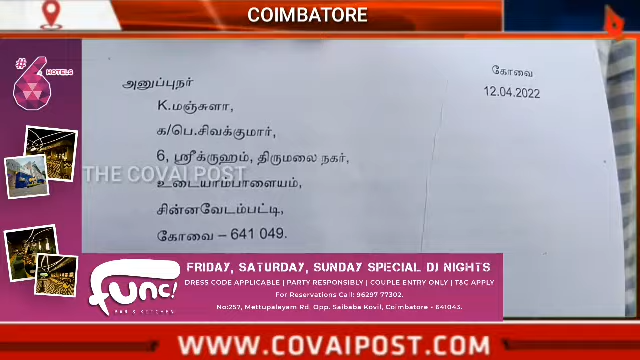 COIMBATORE
#6
HOTELS
அனுப்புநர்
கோவை
12.04.2022
K.மஞ்சுளா,
க/பெ.சிவக்குமார்,
6, ஸ்ரீக்ருஹம், திருமலை நகர்,
THE COVAI POST
உடையாம்பாளையம்,
சின்னவேடம்பட்டி,
கோவை – 641 049.
func!
BAR & KITCHEN
FRIDAY, SATURDAY, SUNDAY SPECIAL DJ NIGHTS
DRESS CODE APPLICABLE | PARTY RESPONSIBLY | COUPLE ENTRY ONLY | T&C APPLY
For Reservations Call: 96297 77302.
No:257, Mettupalayam Rd, Opp. Saibaba Kovil, Coimbatore - 641043.
WWW.COVAIPOST.COM